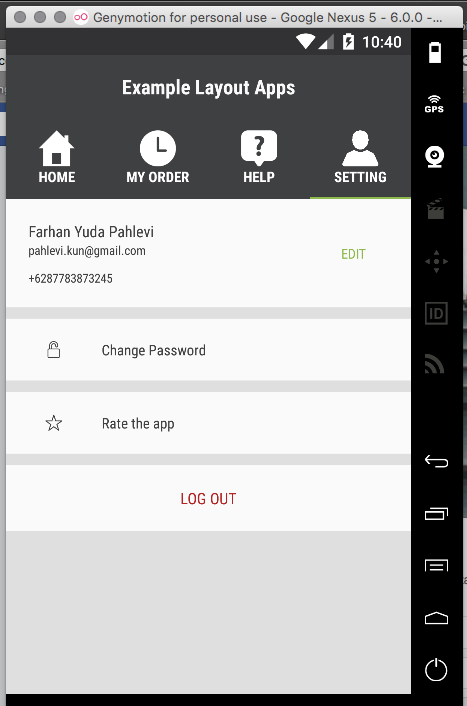 Genymotion for personal use - Google Nexus 5 - 6.0.0 -...
10:40
Example Layout Apps
HOME
MY ORDER
HELP
SETTING
Farhan Yuda Pahlevi
pahlevi.kun@gmail.com
EDIT
+6287783873245
Change Password
Rate the app
LOG OUT
GPS
ID